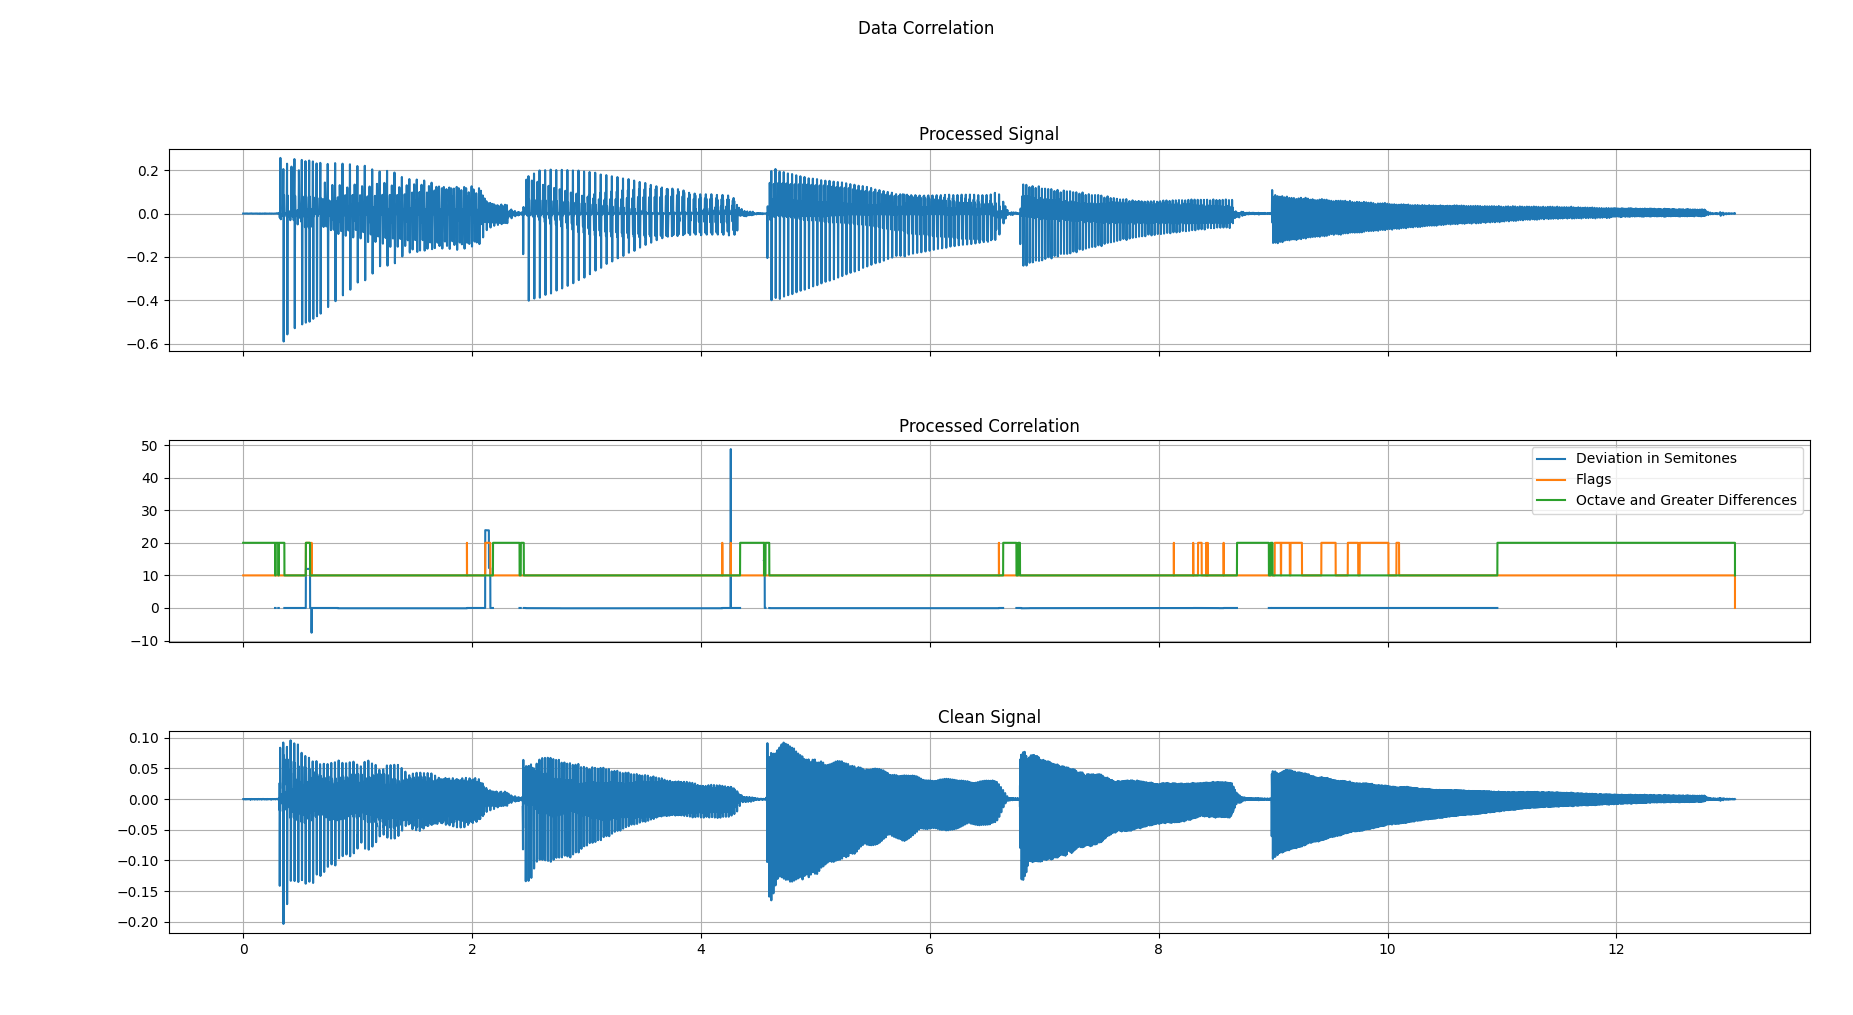 Data Correlation
Processed Signal
0.2
0.0
−0.2
−0.4
−0.6
Processed Correlation
50
40
30
20
10
0
−10
Deviation in Semitones
Flags
Octave and Greater Differences
Clean Signal
0.10
0.05
0.00
−0.05
−0.10
−0.15
−0.20
0 2 4 6 8 10 12